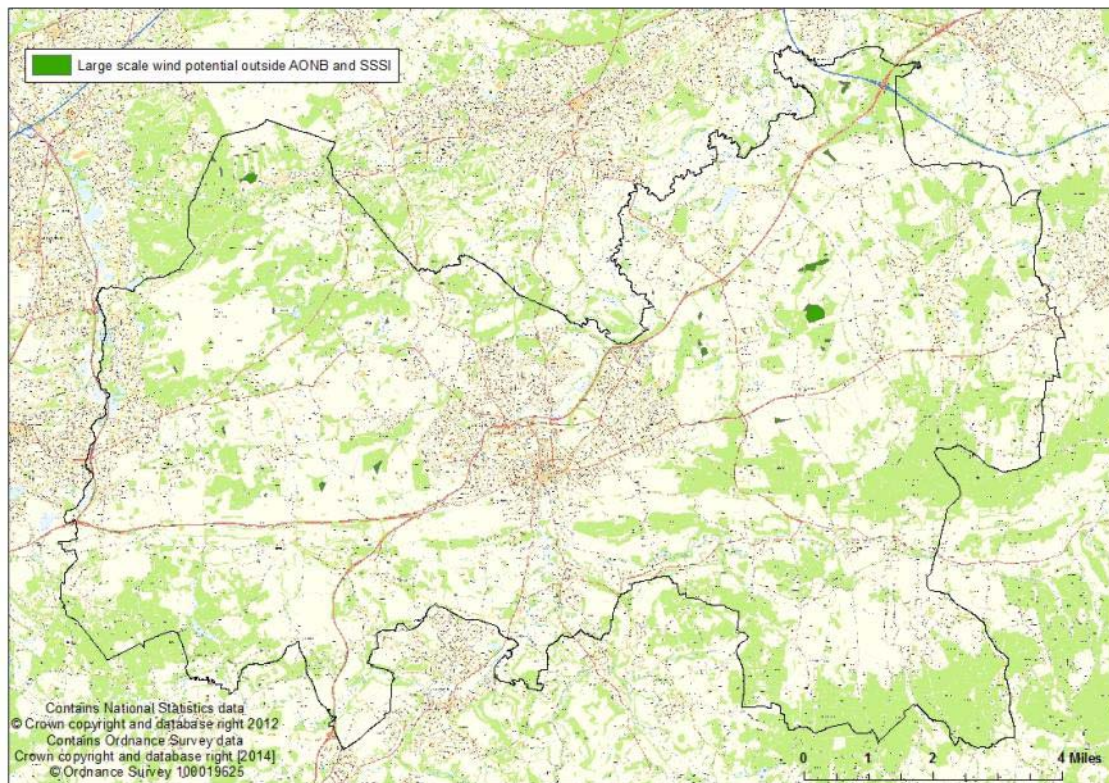 Large scale wind potential outside AONB and SSSI
Contains National Statistics data
© Crown copyright and database right 2012
Contains Ordnance Survey data
Crown copyright and database right [2014]
© Ordnance Survey 100019625
0 1 2 4 Miles